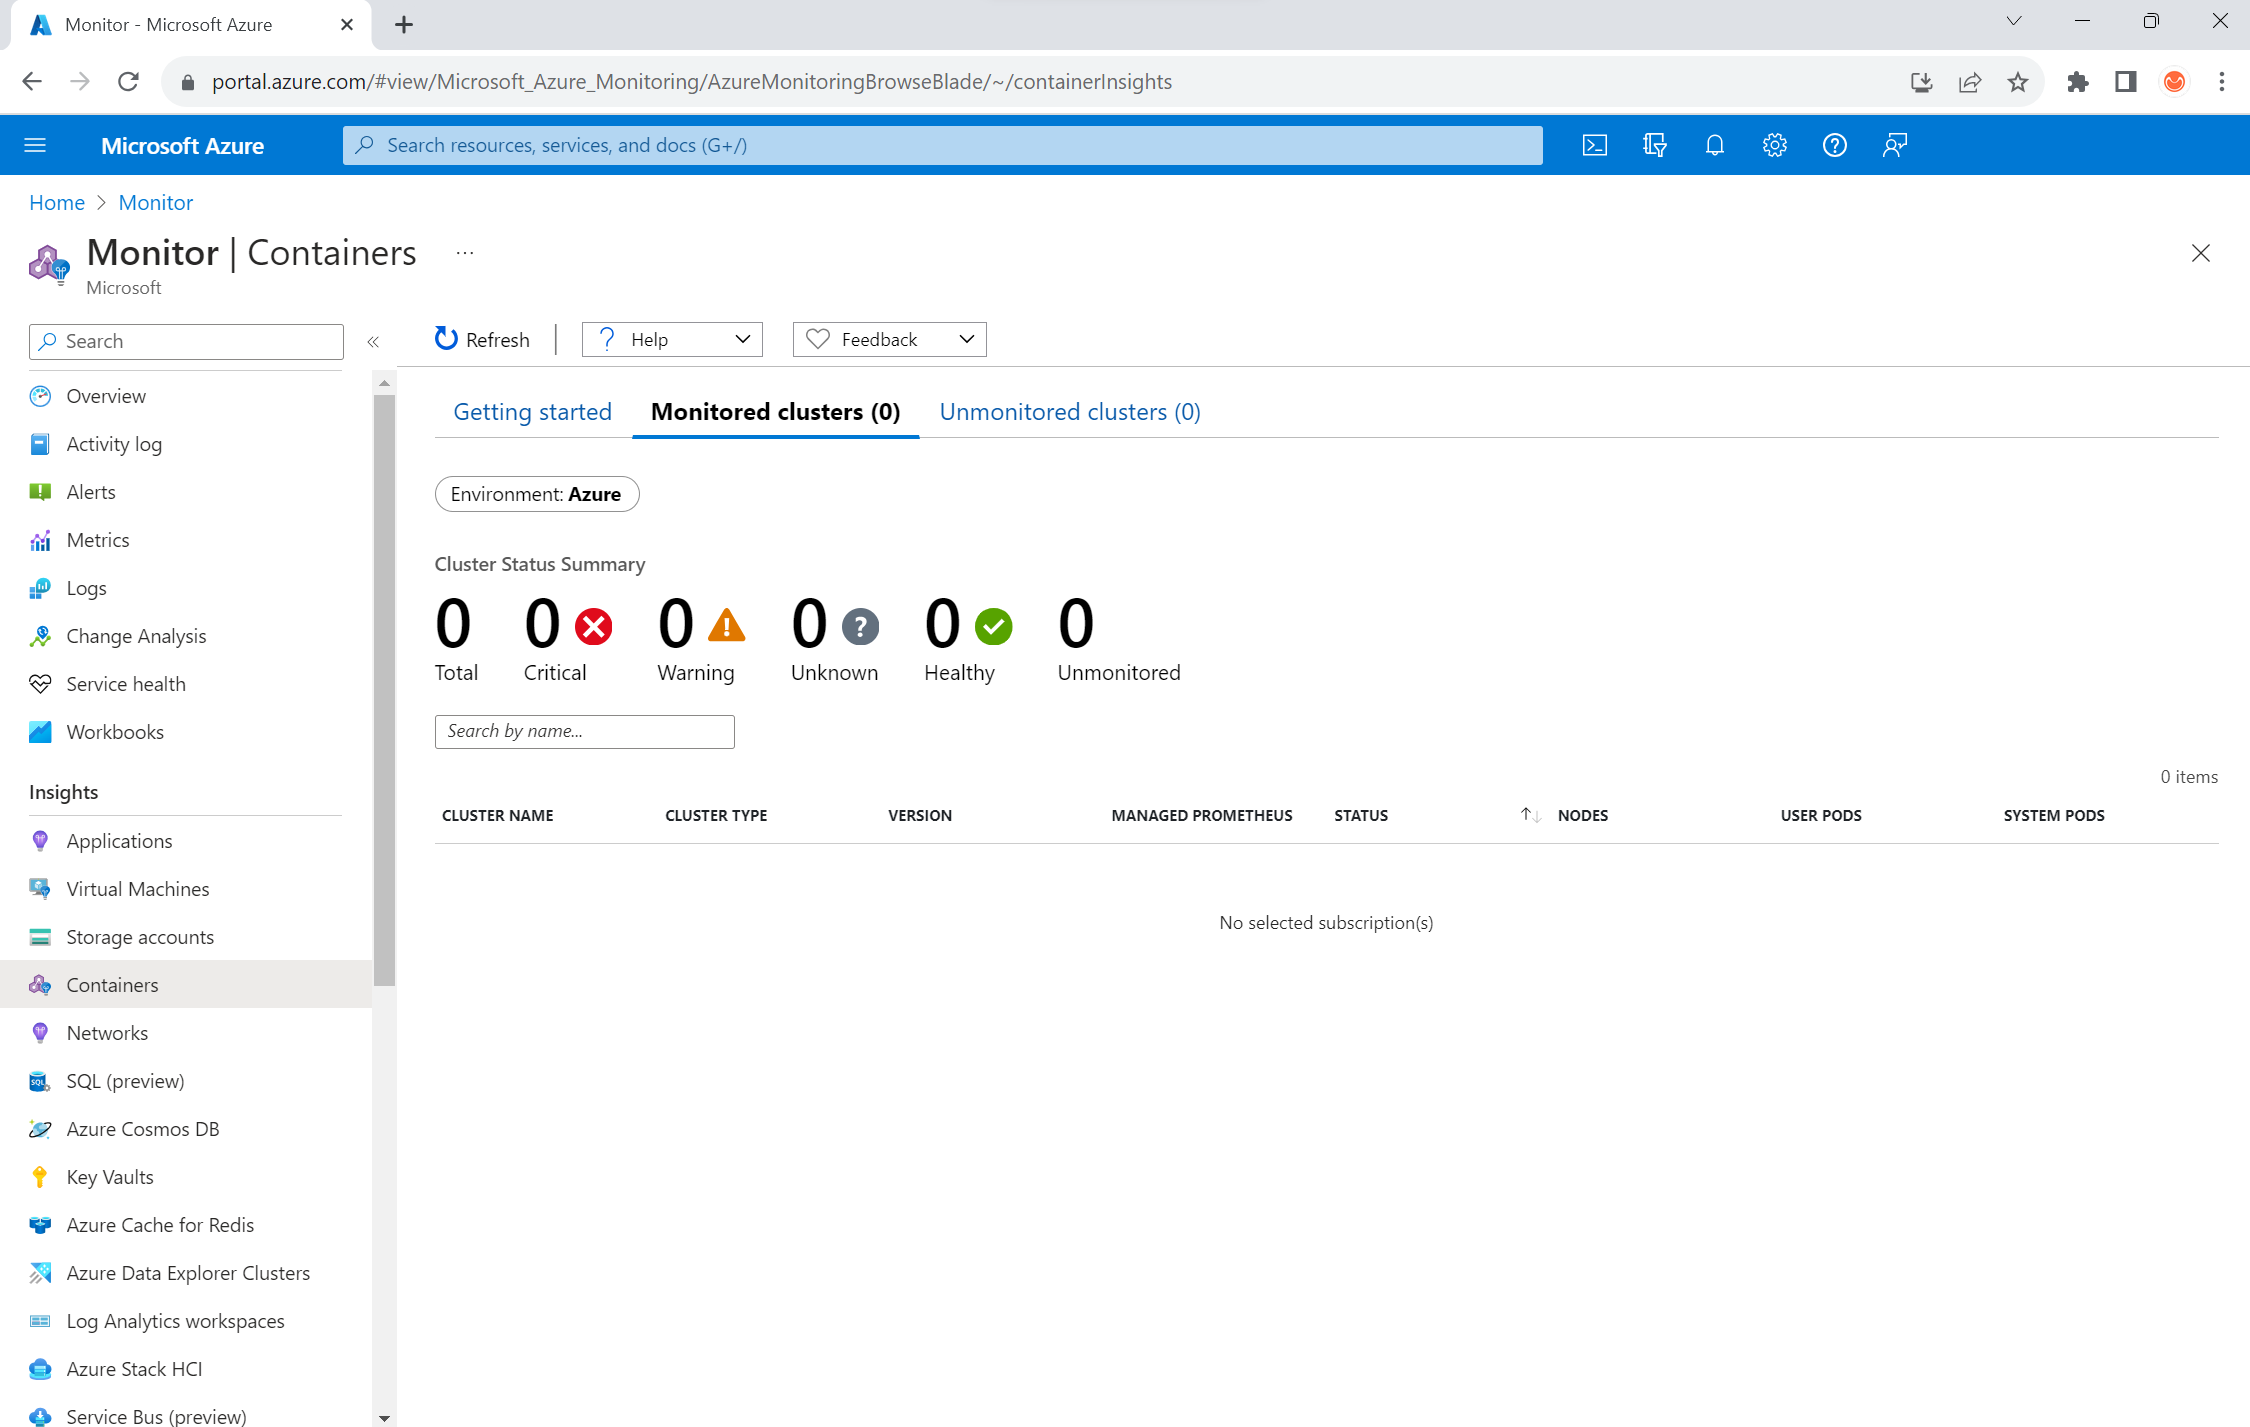 Monitor - Microsoft Azure
portal.azure.com/#view/Microsoft_Azure_Monitoring/AzureMonitoringBrowseBlade/~/containerInsights
Microsoft Azure
Search resources, services, and docs (G+/)
Home > Monitor
Monitor | Containers ...
Microsoft
Search
«
Refresh
Help
Feedback
Overview
Activity log
Alerts
Metrics
Logs
Change Analysis
Service health
Workbooks
Insights
Applications
Virtual Machines
Storage accounts
Containers
Networks
SQL (preview)
Azure Cosmos DB
Key Vaults
Azure Cache for Redis
Azure Data Explorer Clusters
Log Analytics workspaces
Azure Stack HCI
Service Bus (preview)
Getting started Monitored clusters (0) Unmonitored clusters (0)
Environment: Azure
Cluster Status Summary
0 0 0 0 0 0
Total Critical Warning Unknown Healthy Unmonitored
Search by name...
0 items
CLUSTER NAME CLUSTER TYPE VERSION MANAGED PROMETHEUS STATUS NODES USER PODS SYSTEM PODS
No selected subscription(s)